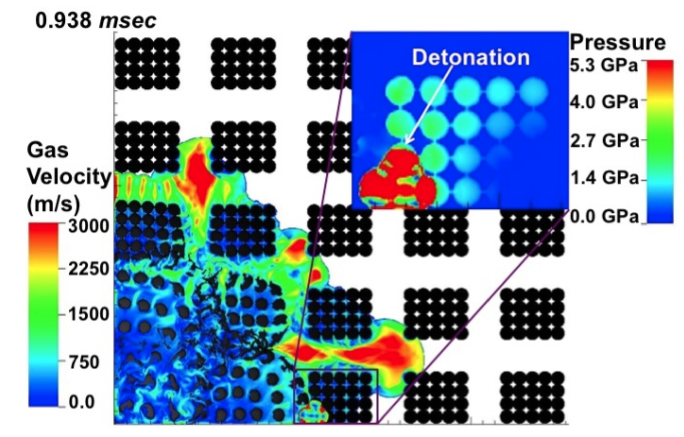 0.938 msec
Detonation
Pressure
5.3 GPa
4.0 GPa
2.7 GPa
1.4 GPa
0.0 GPa
Gas
Velocity
(m/s)
3000
2250
1500
750
0.0